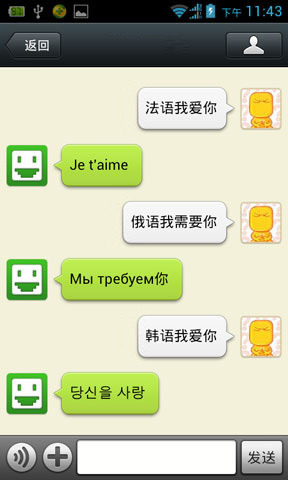 下午 11:43
返回
法语我爱你
Je t'aime
俄语我需要你
Мы требуем你
韩语我爱你
당신을 사랑
发送